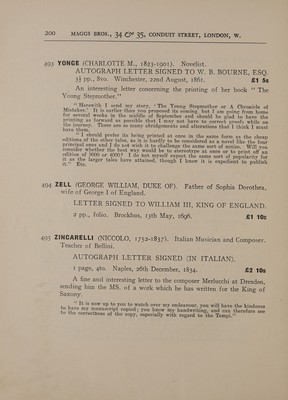 200 MAGGS BROS., 34 & 35, CONDUIT STREET, LONDON, W.
493 YONGE (CHARLOTTE M., 1823-1901). Novelist.
AUTOGRAPH LETTER SIGNED TO W. B. BOURNE, ESQ.
3½ pp., 8vo. Winchester, 22nd August, 1861. £1 5s
An interesting letter concerning the printing of her book "The
Young Stepmother."
"Herewith I send my story, 'The Young Stepmother or A Chronicle of
Mistakes.' It is earlier then you proposed its coming, but I am going from home
for several weeks in the middle of September and should be glad to have the
printing as forward as possible that I may not have to correct proofs while on
the journey. There are so many abridgements and alterations that I think I must
have them.
"I should prefer its being printed at once in the same form as the cheap
editions of the other tales, as it is hardly to be considered as a novel like the four
principal ones and I do not wish it to challenge the same sort of notice. Will you
consider whether the best way would be to stereotype at once or to print off an
edition of 3000 or 4000? I do not myself expect the same sort of popularity for
it as the larger tales have attained, though I know it is expedient to publish
it." Etc.
494 ZELL (GEORGE WILLIAM, DUKE OF). Father of Sophia Dorothea,
wife of George I of England.
LETTER SIGNED TO WILLIAM III, KING OF ENGLAND.
2 pp., folio. Brockhus, 13th May, 1696. £1 10s
495 ZINCARELLI (NICCOLO, 1752-1837). Italian Musician and Composer.
Teacher of Bellini.
AUTOGRAPH LETTER SIGNED (IN ITALIAN).
1 page, 4to. Naples, 26th December, 1834. £2 10s
A fine and interesting letter to the composer Merlucchi at Dresden,
sending him the MS. of a work which he has written for the King of
Saxony.
"It is now up to you to watch over my endeavour, you will have the kindness
to have my manuscript copied; you know my handwriting, and can therefore see
to the correctness of the copy, especially with regard to the Tempi."